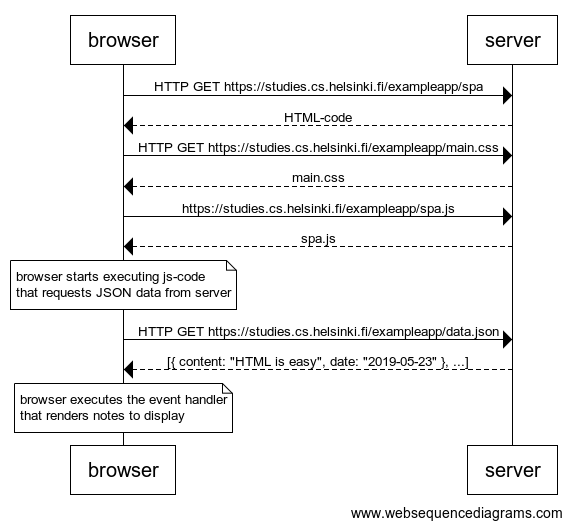 browser server
HTTP GET https://studies.cs.helsinki.fi/exampleapp/spa
HTML-code
HTTP GET https://studies.cs.helsinki.fi/exampleapp/main.css
main.css
https://studies.cs.helsinki.fi/exampleapp/spa.js
spa.js
browser starts executing js-code
that requests JSON data from server
HTTP GET https://studies.cs.helsinki.fi/exampleapp/data.json
[{ content: "HTML is easy", date: "2019-05-23" }, ...]
browser executes the event handler
that renders notes to display
browser server
www.websequencediagrams.com